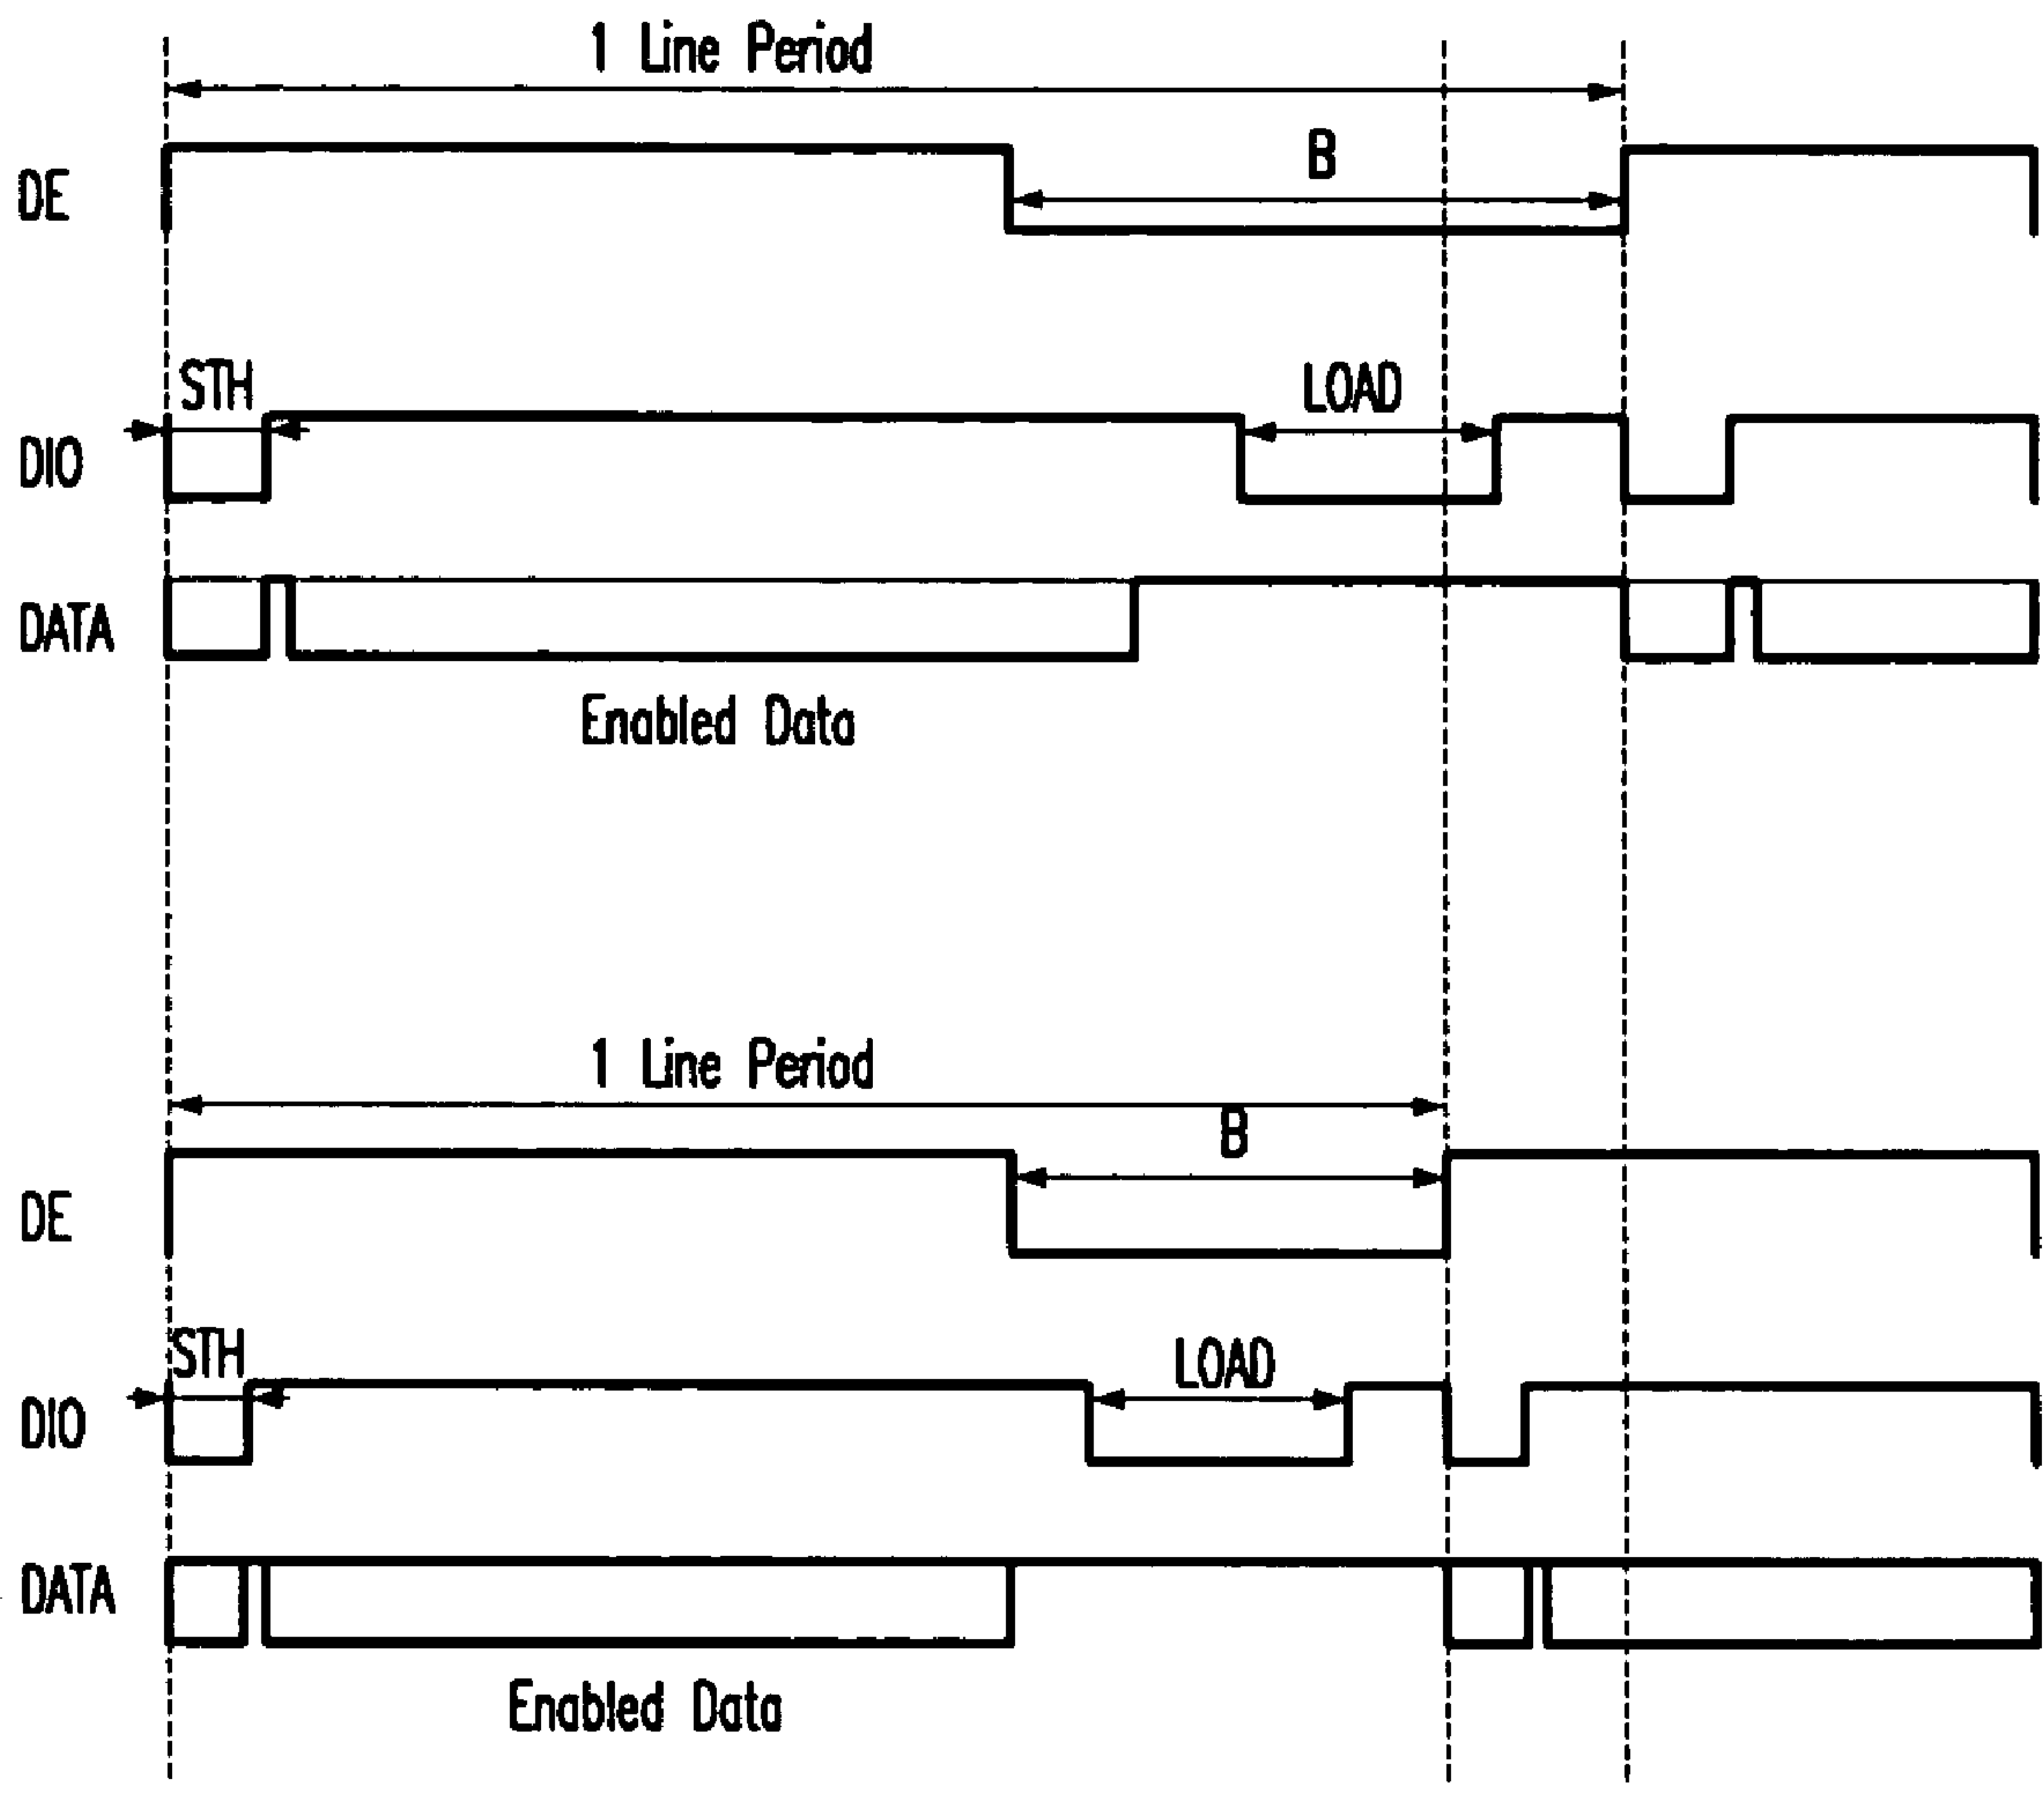 1 Line Period
B
DE
STH
LOAD
DIO
DATA
Enabled Data
1 Line Period
B
DE
STH
LOAD
DIO
DATA
Enabled Data